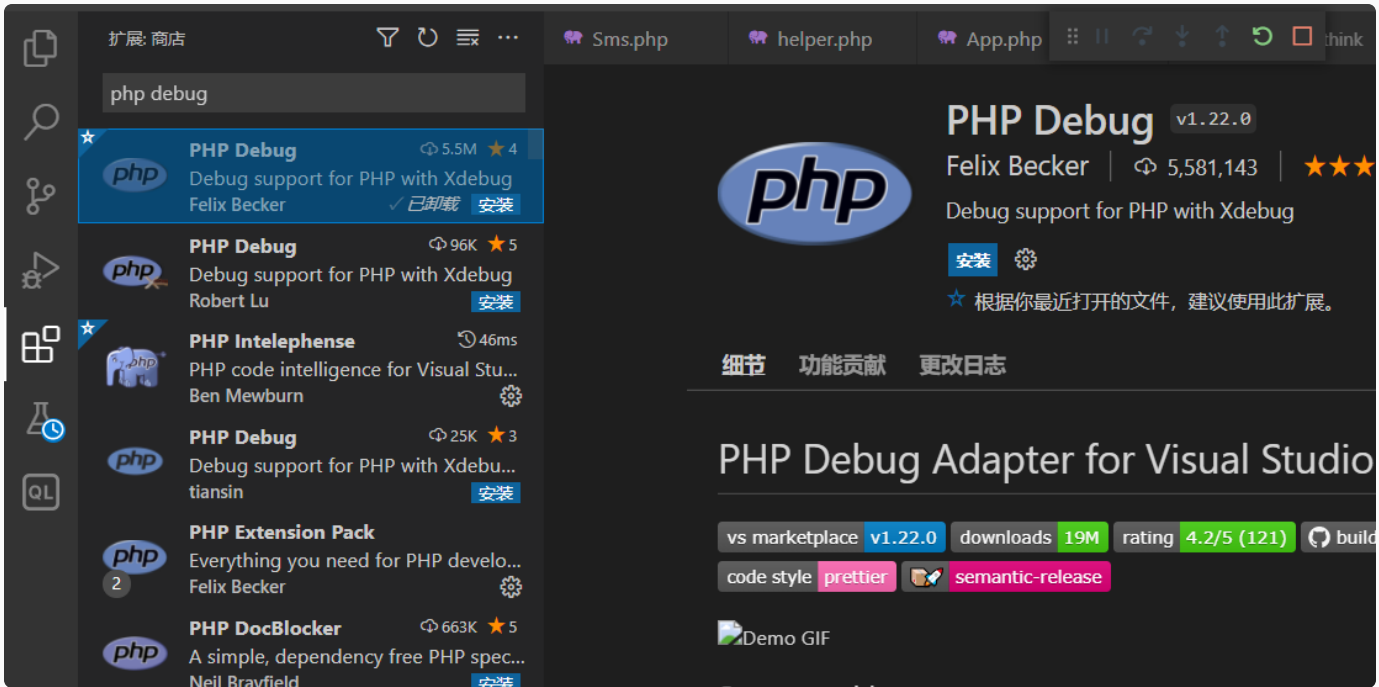 扩展: 商店
php debug
PHP Debug 5.5M 4
Debug support for PHP with Xdebug
Felix Becker 已卸载 安装
PHP Debug 96K 5
Debug support for PHP with Xdebug
Robert Lu 安装
PHP Intelephense 46ms
PHP code intelligence for Visual Stu...
Ben Mewburn
PHP Debug 25K 3
Debug support for PHP with Xdebu...
tiansin 安装
PHP Extension Pack
Everything you need for PHP develo...
2
Felix Becker
PHP DocBlocker 663K 5
A simple, dependency free PHP spec...
Neil Brayfield 安装
QL
php
php
php
php
php
php
Sms.php helper.php App.php think
php
PHP Debug v1.22.0
Felix Becker 5,581,143
Debug support for PHP with Xdebug
安装
根据你最近打开的文件，建议使用此扩展。
细节 功能贡献 更改日志
PHP Debug Adapter for Visual Studio
vs marketplace v1.22.0 downloads 19M rating 4.2/5 (121) build
code style prettier semantic-release
Demo GIF